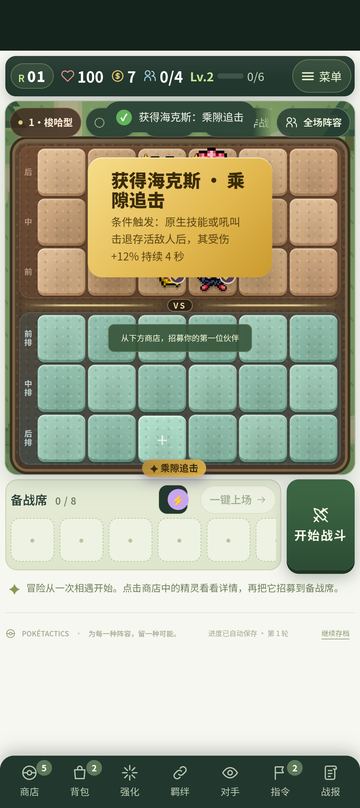 R 01 100 7 0/4 Lv.2 0/6 菜单
1·梭哈型 获得海克斯：乘隙追击 全场阵容
后
获得海克斯 · 乘
隙追击
条件触发：原生技能或吼叫
击退存活敌人后，其受伤
+12% 持续 4 秒
中
前
VS
前排
从下方商店，招募你的第一位伙伴
中排
后排
+
乘隙追击
备战席 0 / 8 一键上场 →
开始战斗
冒险从一次相遇开始。点击商店中的精灵看看详情，再把它招募到备战席。
POKÉTACTICS · 为每一种阵容，留一种可能。 进度已自动保存 · 第 1 轮 继续存档
5 2 2
商店 背包 强化 羁绊 对手 指令 战报